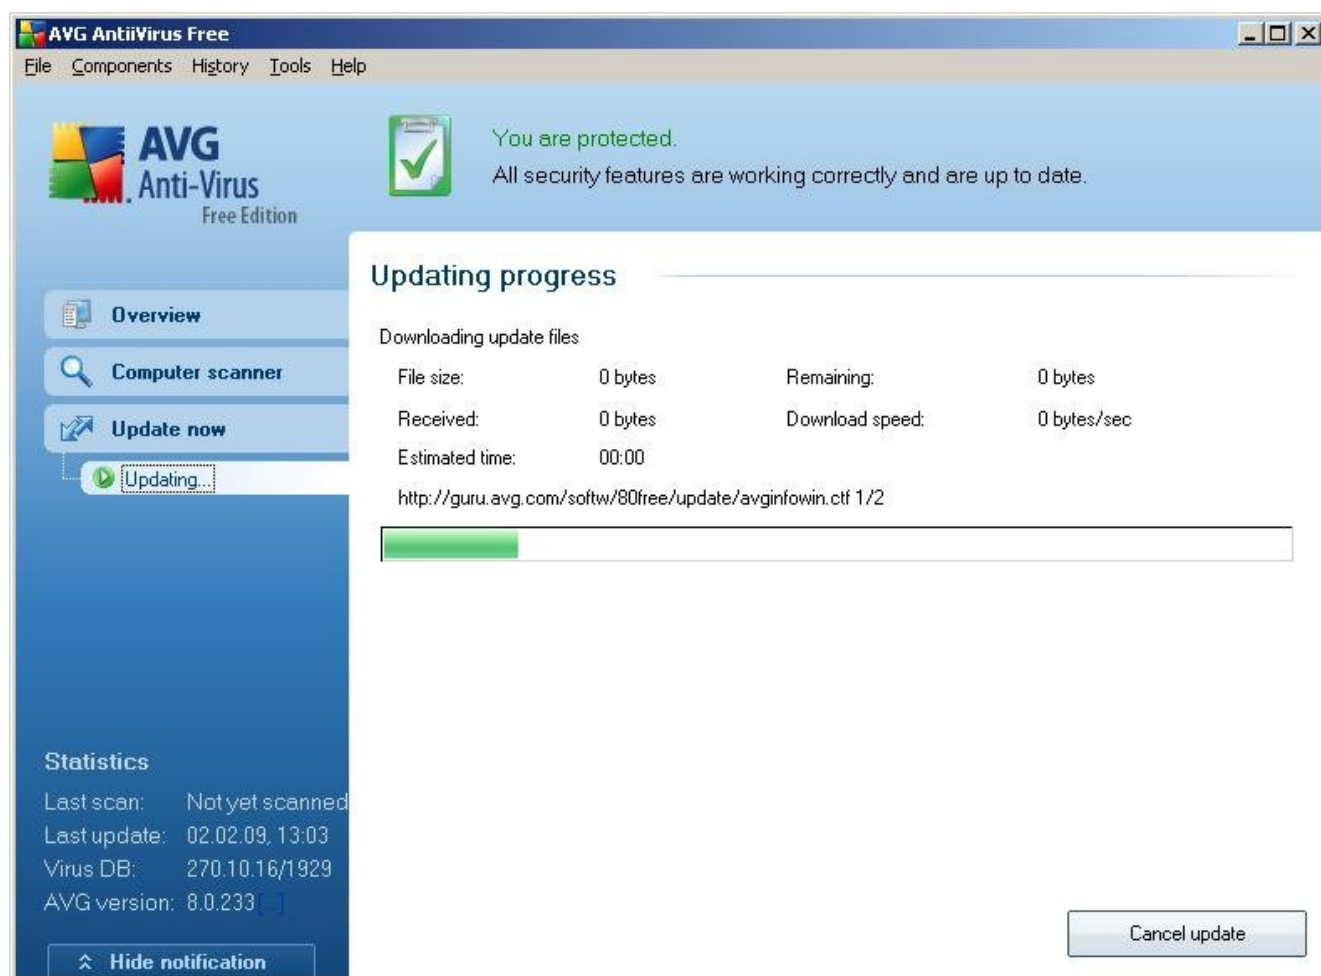 AVG AntiiVirus Free
File Components History Tools Help
AVG
Anti-Virus
Free Edition
You are protected.
All security features are working correctly and are up to date.
Overview
Computer scanner
Update now
Updating...
Updating progress
Downloading update files
File size: 0 bytes Remaining: 0 bytes
Received: 0 bytes Download speed: 0 bytes/sec
Estimated time: 00:00
http://guru.avg.com/softw/80free/update/avginfowin.ctf 1/2
Statistics
Last scan: Not yet scanned
Last update: 02.02.09, 13:03
Virus DB: 270.10.16/1929
AVG version: 8.0.233 [...]
Hide notification
Cancel update